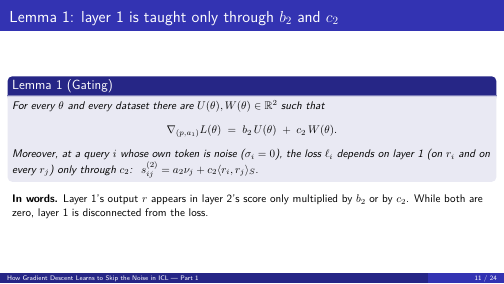 Lemma 1: layer 1 is taught only through b₂ and c₂
Lemma 1 (Gating)
For every θ and every dataset there are U(θ), W(θ) ∈ ℝ² such that
∇₍p,a₁₎L(θ) = b₂ U(θ) + c₂ W(θ).
Moreover, at a query i whose own token is noise (σᵢ = 0), the loss ℓᵢ depends on layer 1 (on rᵢ and on
every rⱼ) only through c₂: sᵢⱼ⁽²⁾ = a₂νⱼ + c₂⟨rᵢ, rⱼ⟩S.
In words. Layer 1's output r appears in layer 2's score only multiplied by b₂ or by c₂. While both are
zero, layer 1 is disconnected from the loss.
How Gradient Descent Learns to Skip the Noise in ICL — Part 1
11 / 24